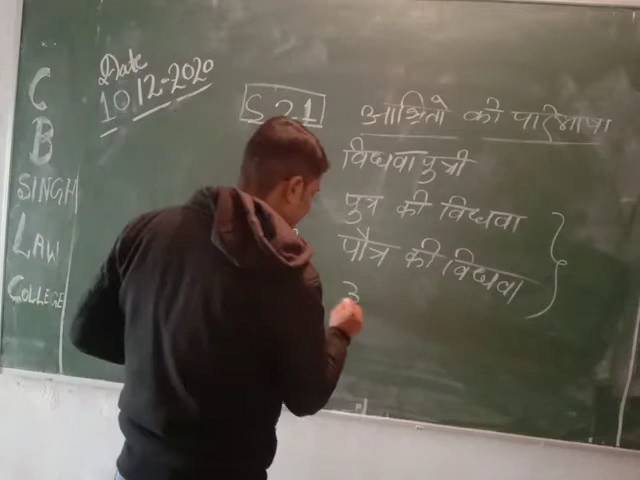 C
B
SINGH
LAW
COLLEGE
Date
10.12-2020
S 21
आश्रितो की परिभाषा
विधवा पुत्री
पुत्र की विधवा
पौत्र की विधवा